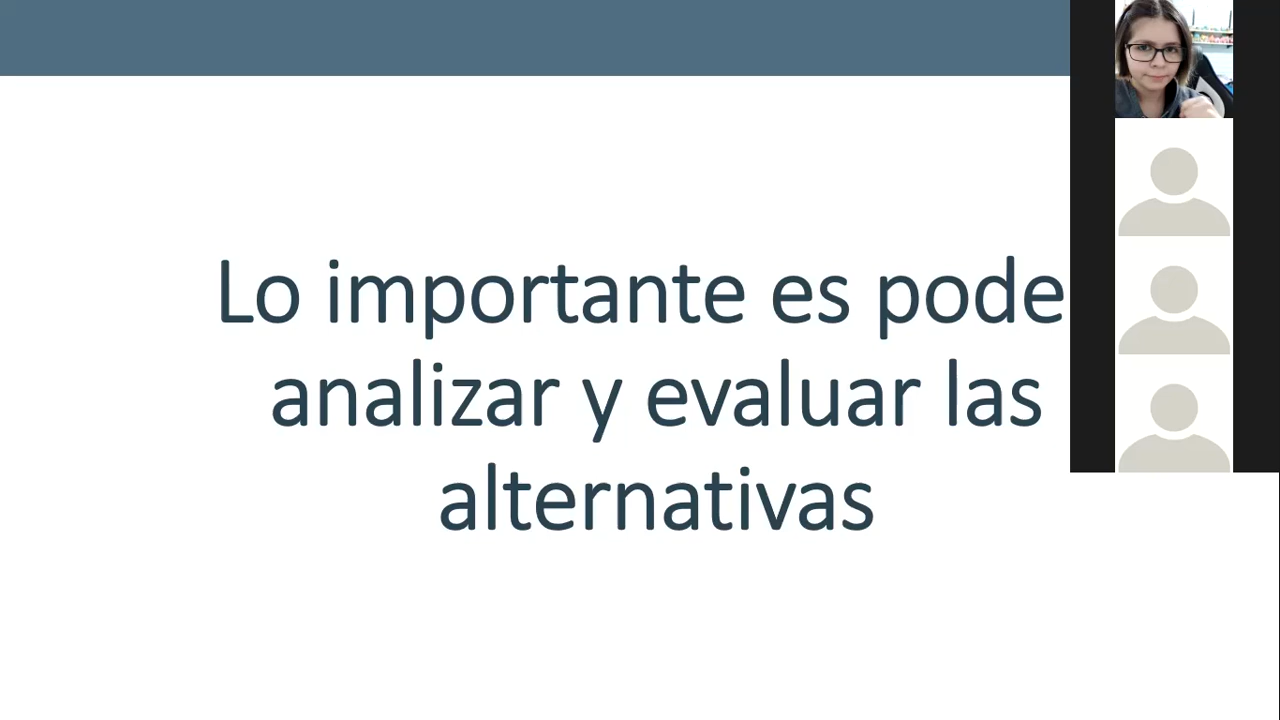 Lo importante es pode
analizar y evaluar las
alternativas